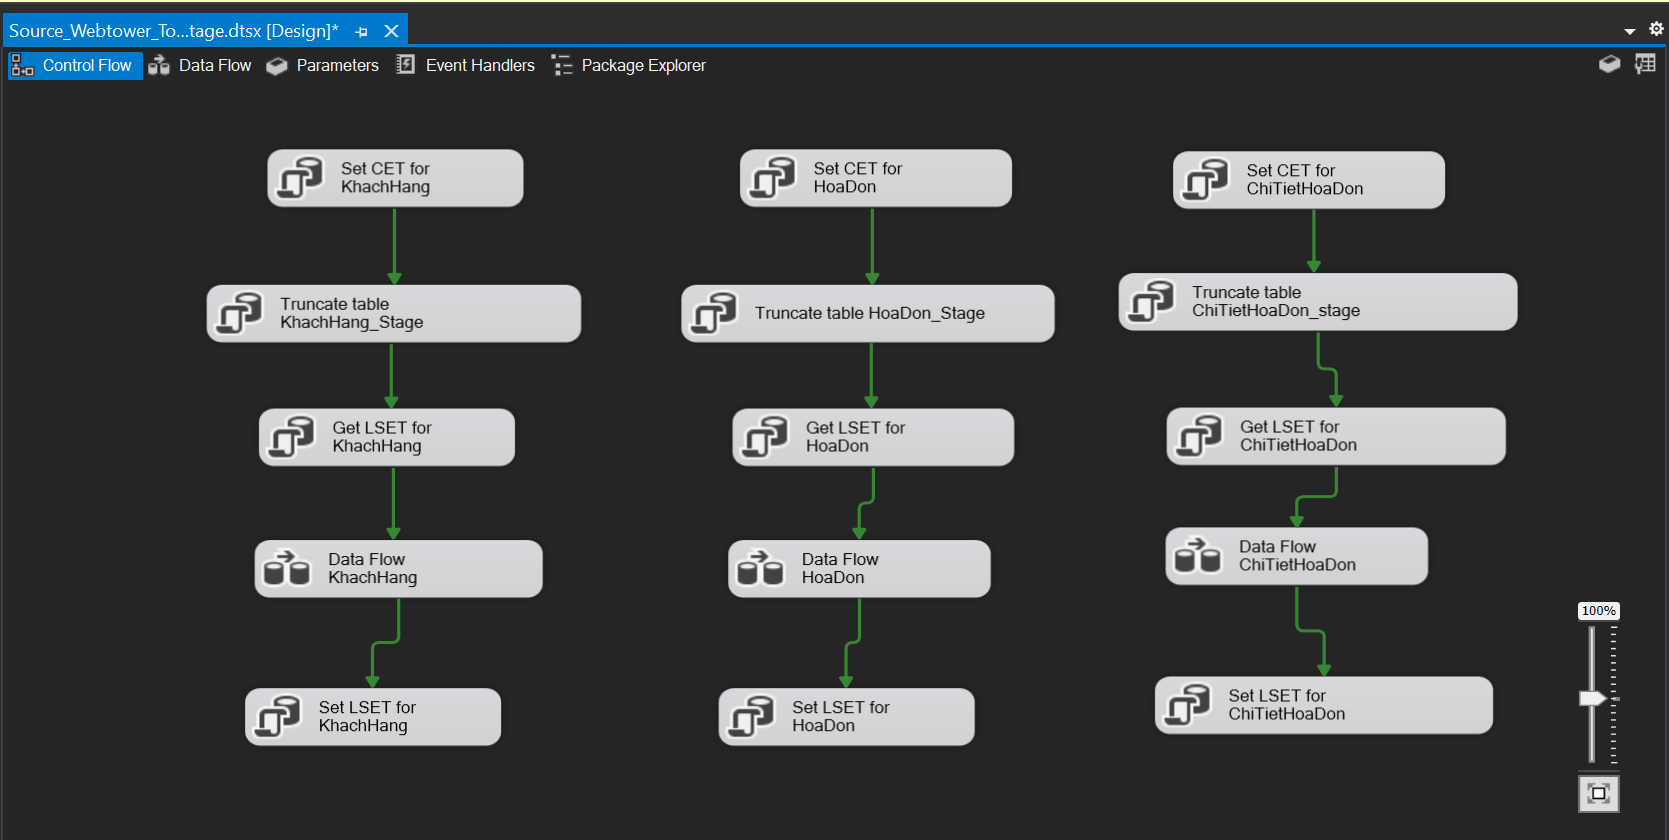 Source_Webtower_To...tage.dtsx [Design]*
Control Flow
Data Flow
Parameters
Event Handlers
Package Explorer
Set CET for
KhachHang
Truncate table
KhachHang_Stage
Get LSET for
KhachHang
Data Flow
KhachHang
Set LSET for
KhachHang
Set CET for
HoaDon
Truncate table HoaDon_Stage
Get LSET for
HoaDon
Data Flow
HoaDon
Set LSET for
HoaDon
Set CET for
ChiTietHoaDon
Truncate table
ChiTietHoaDon_stage
Get LSET for
ChiTietHoaDon
Data Flow
ChiTietHoaDon
Set LSET for
ChiTietHoaDon
100%